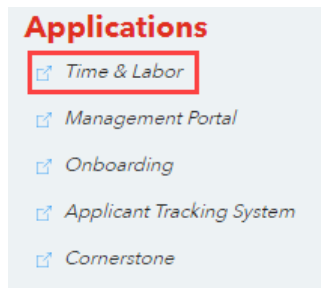 Applications
Time & Labor
Management Portal
Onboarding
Applicant Tracking System
Cornerstone